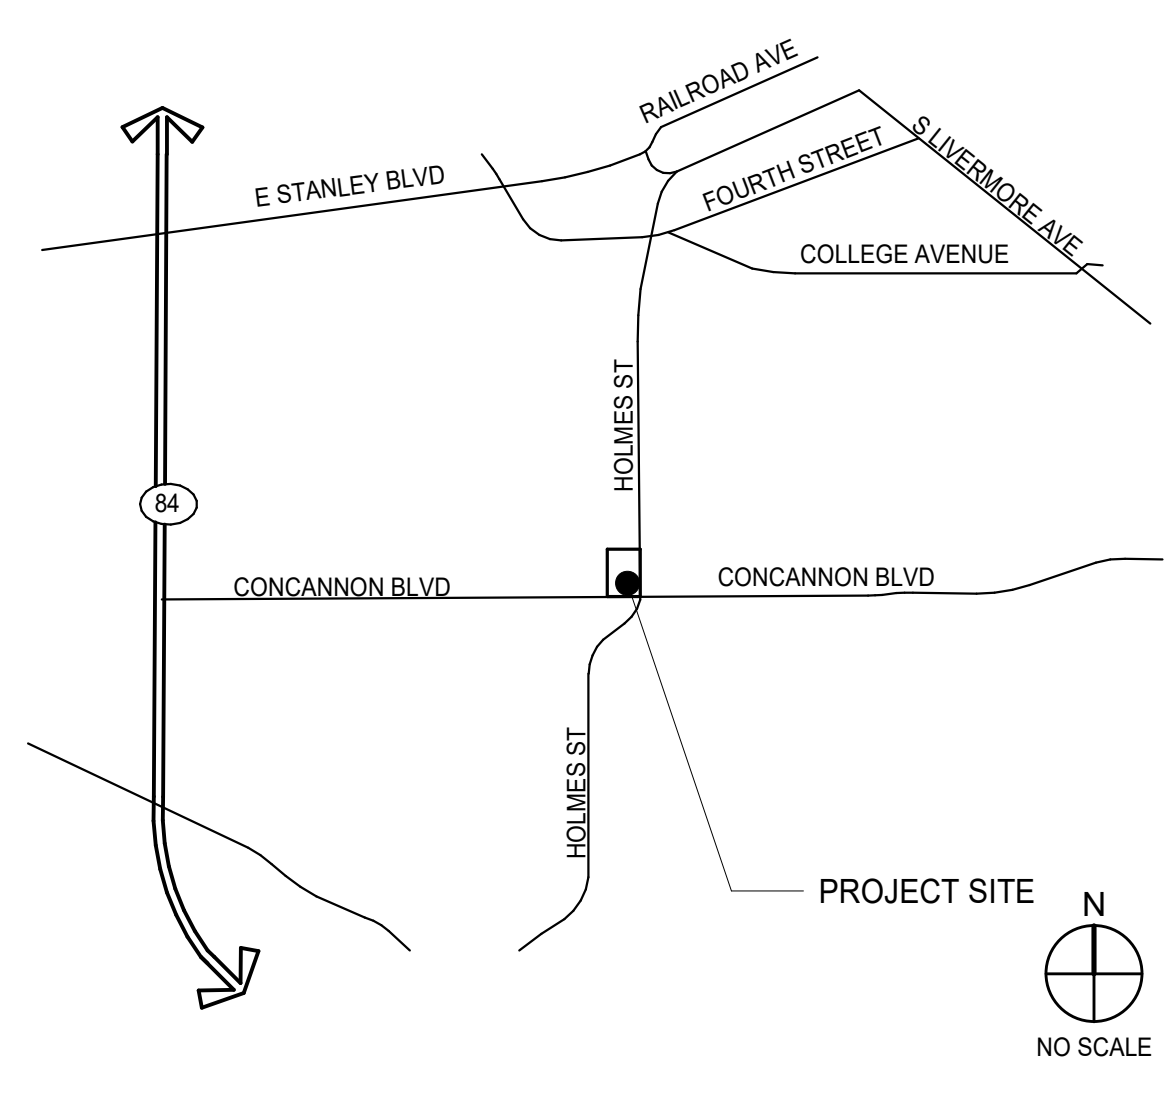 RAILROAD AVE
E STANLEY BLVD
FOURTH STREET
S LIVERMORE AVE
COLLEGE AVENUE
HOLMES ST
84
CONCANNON BLVD
CONCANNON BLVD
HOLMES ST
PROJECT SITE
N
NO SCALE